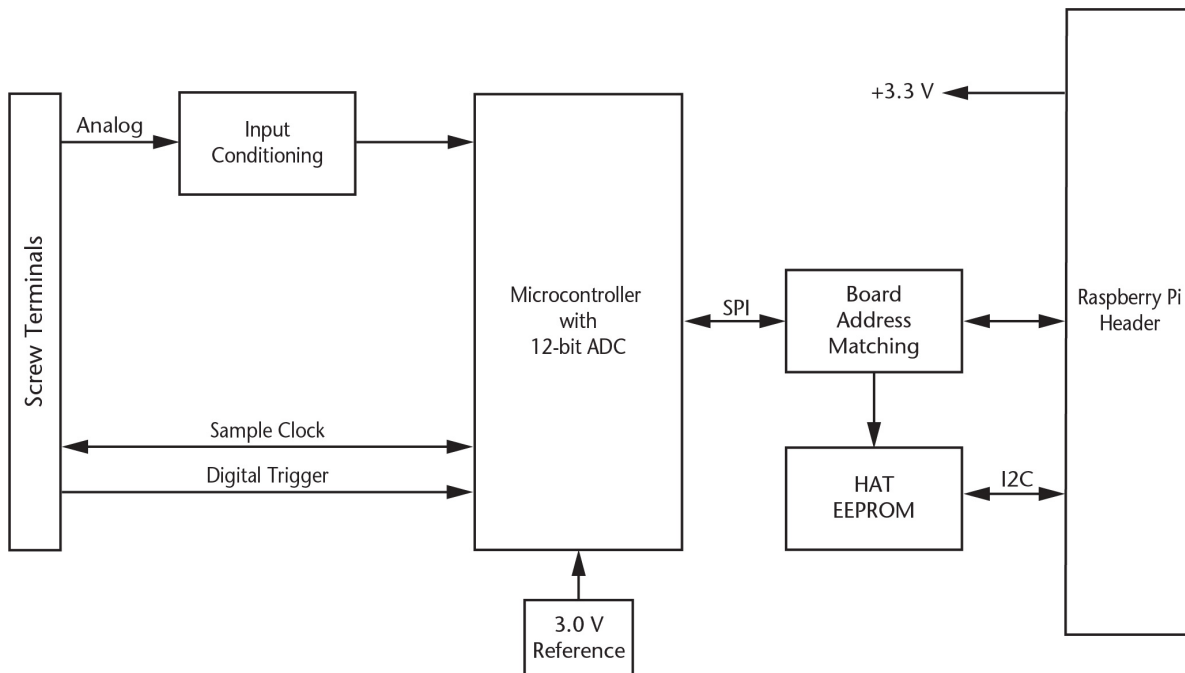 +3.3 V
Analog
Input
Conditioning
Screw Terminals
Microcontroller
with
12-bit ADC
SPI
Board
Address
Matching
Raspberry Pi
Header
Sample Clock
Digital Trigger
HAT
EEPROM
I2C
3.0 V
Reference